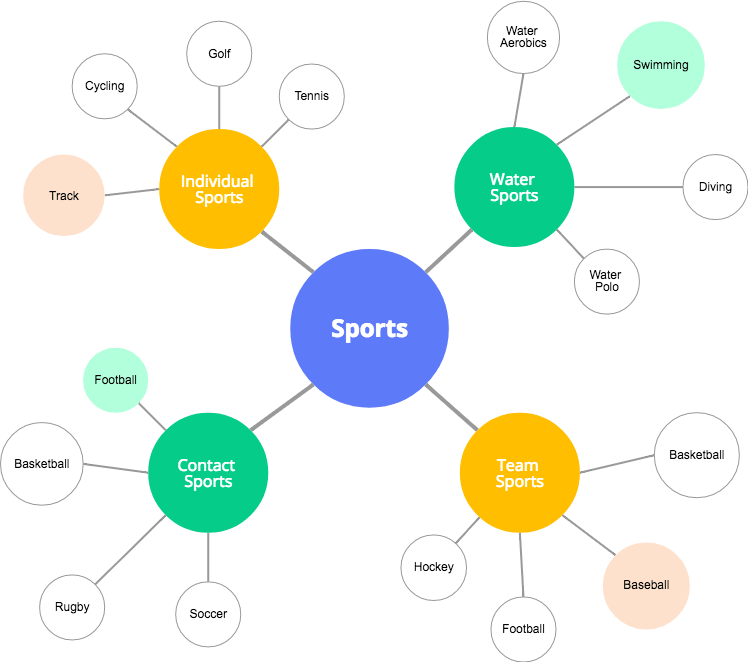 Golf
Cycling
Tennis
Track
Individual
Sports
Water
Aerobics
Swimming
Water
Sports
Diving
Water
Polo
Sports
Football
Basketball
Contact
Sports
Rugby
Soccer
Team
Sports
Basketball
Hockey
Baseball
Football